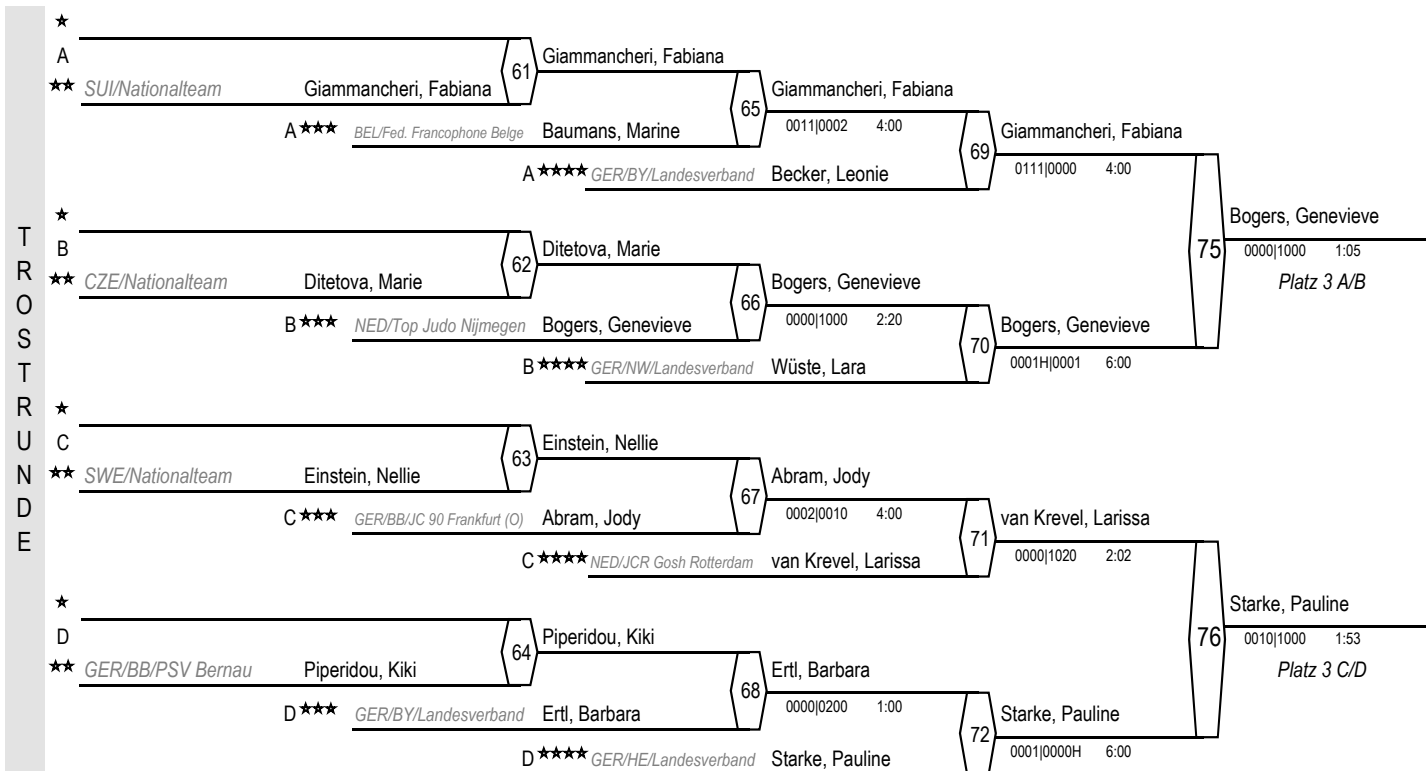 TROSTRUNDE
A
SUI/Nationalteam Giammancheri, Fabiana
61 Giammancheri, Fabiana
A BEL/Fed. Francophone Belge Baumans, Marine
65 Giammancheri, Fabiana
0011|0002 4:00
A GER/BY/Landesverband Becker, Leonie
69 Giammancheri, Fabiana
0111|0000 4:00
B
CZE/Nationalteam Ditetova, Marie
62 Ditetova, Marie
B NED/Top Judo Nijmegen Bogers, Genevieve
66 Bogers, Genevieve
0000|1000 2:20
B GER/NW/Landesverband Wüste, Lara
70 Bogers, Genevieve
0001H|0001 6:00
75 Bogers, Genevieve
0000|1000 1:05
Platz 3 A/B
C
SWE/Nationalteam Einstein, Nellie
63 Einstein, Nellie
C GER/BB/JC 90 Frankfurt (O) Abram, Jody
67 Abram, Jody
0002|0010 4:00
C NED/JCR Gosh Rotterdam van Krevel, Larissa
71 van Krevel, Larissa
0000|1020 2:02
D
GER/BB/PSV Bernau Piperidou, Kiki
64 Piperidou, Kiki
D GER/BY/Landesverband Ertl, Barbara
68 Ertl, Barbara
0000|0200 1:00
D GER/HE/Landesverband Starke, Pauline
72 Starke, Pauline
0001|0000H 6:00
76 Starke, Pauline
0010|1000 1:53
Platz 3 C/D